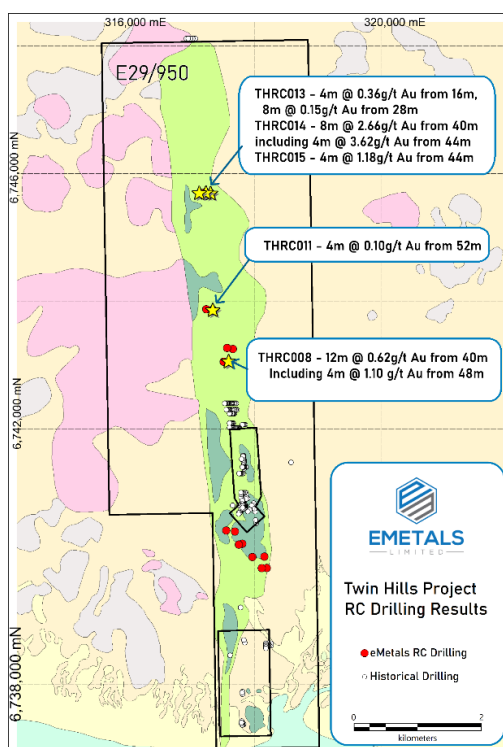 316,000 mE
320,000 mE
E29/950
THRC013 – 4m @ 0.36g/t Au from 16m,
8m @ 0.15g/t Au from 28m
THRC014 – 8m @ 2.66g/t Au from 40m
including 4m @ 3.62g/t Au from 44m
THRC015 – 4m @ 1.18g/t Au from 44m
6,746,000 mN
THRC011 – 4m @ 0.10g/t Au from 52m
THRC008 – 12m @ 0.62g/t Au from 40m
Including 4m @ 1.10 g/t Au from 48m
6,742,000 mN
EMETALS
LIMITED
Twin Hills Project
RC Drilling Results
eMetals RC Drilling
Historical Drilling
6,738,000 mN
0
2
kilometers